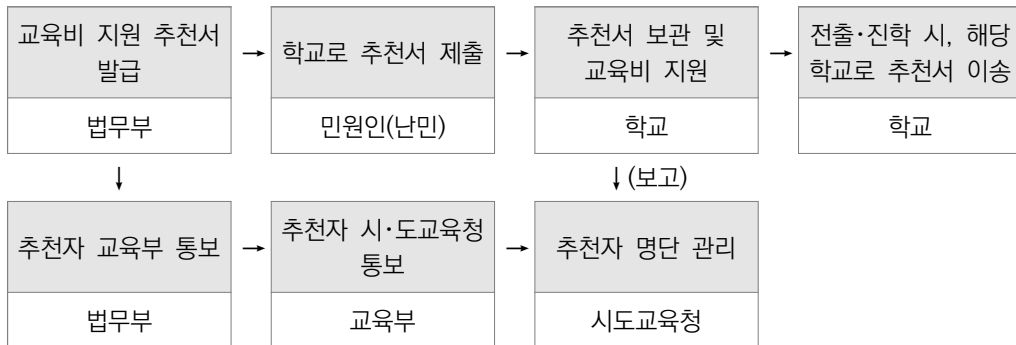 교육비 지원 추천서
발급
법무부
→
학교로 추천서 제출
민원인(난민)
→
추천서 보관 및
교육비 지원
학교
→
전출·진학 시, 해당
학교로 추천서 이송
학교
↓
↓(보고)
추천자 교육부 통보
법무부
→
추천자 시·도교육청
통보
교육부
→
추천자 명단 관리
시도교육청